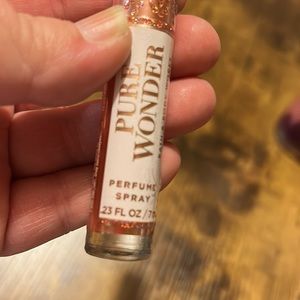 PURE
WONDER
PERFUME
SPRAY
.23 FL OZ / 7